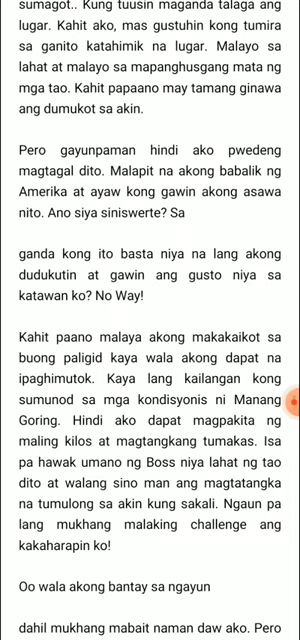 sumagot.. Kung tuusin maganda talaga ang
lugar. Kahit ako, mas gustuhin kong tumira
sa ganito katahimik na lugar. Malayo sa
lahat at malayo sa mapanghusgang mata ng
mga tao. Kahit papaano may tamang ginawa
ang dumukot sa akin.
Pero gayunpaman hindi ako pwedeng
magtagal dito. Malapit na akong babalik ng
Amerika at ayaw kong gawin akong asawa
nito. Ano siya siniswerte? Sa
ganda kong ito basta niya na lang akong
dudukutin at gawin ang gusto niya sa
katawan ko? No Way!
Kahit paano malaya akong makakaikot sa
buong paligid kaya wala akong dapat na
ipaghimutok. Kaya lang kailangan kong
sumunod sa mga kondisyonis ni Manang
Goring. Hindi ako dapat magpakita ng
maling kilos at magtangkang tumakas. Isa
pa hawak umano ng Boss niya lahat ng tao
dito at walang sino man ang magtatangka
na tumulong sa akin kung sakali. Ngaun pa
lang mukhang malaking challenge ang
kakaharapin ko!
Oo wala akong bantay sa ngayun
dahil mukhang mabait naman daw ako. Pero